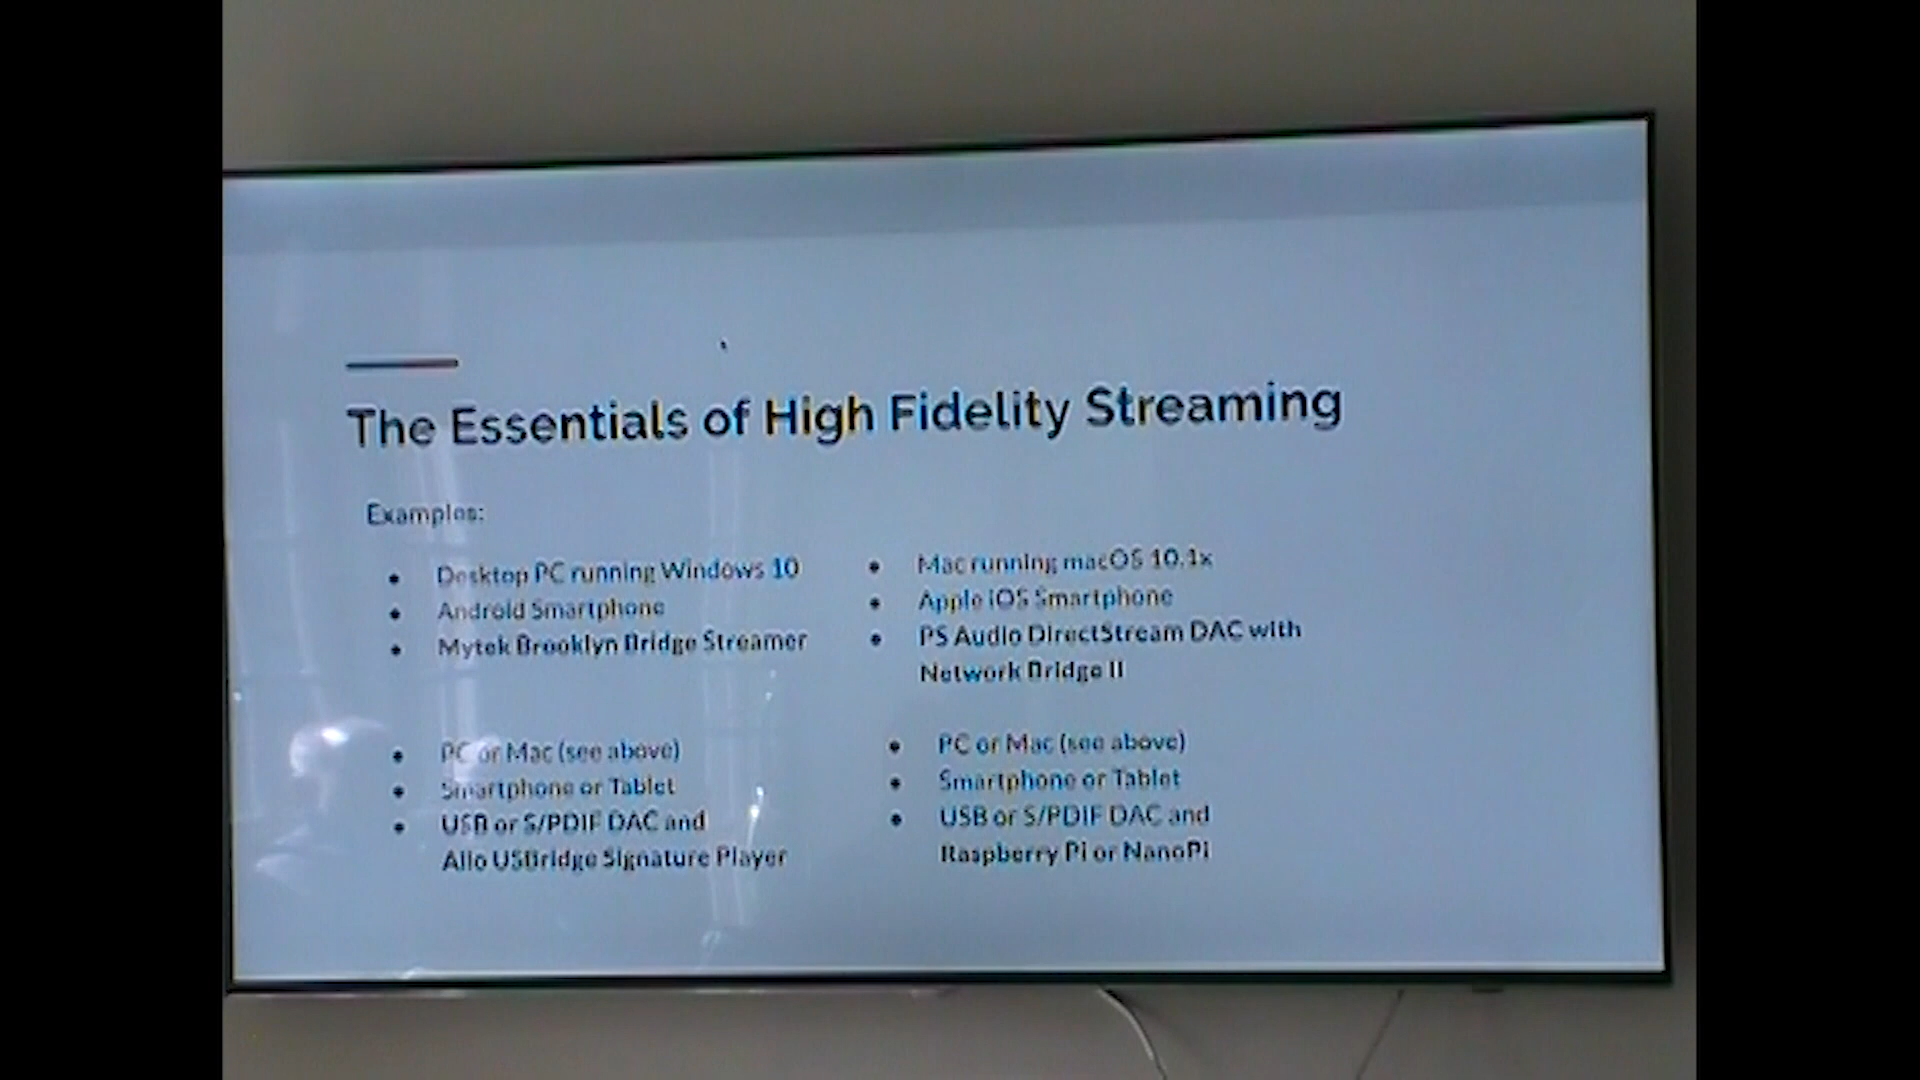 The Essentials of High Fidelity Streaming
Examples:
Desktop PC running Windows 10
Android Smartphone
Mytek Brooklyn Bridge Streamer
Mac running macOS 10.1x
Apple iOS Smartphone
PS Audio DirectStream DAC with
Network Bridge II
PC or Mac (see above)
Smartphone or Tablet
USB or S/PDIF DAC and
Allo USBridge Signature Player
PC or Mac (see above)
Smartphone or Tablet
USB or S/PDIF DAC and
Raspberry Pi or NanoPi